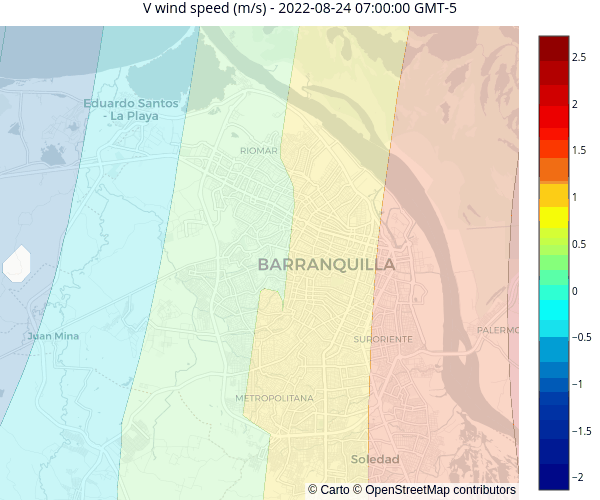 V wind speed (m/s) - 2022-08-24 07:00:00 GMT-5
2.5
Eduardo Santos
- La Playa
2
RIOMAR
1.5
1
0.5
BARRANQUILLA
0
Juan Mina
SURORIENTE
PALERMO
−0.5
−1
METROPOLITANA
−1.5
Soledad
−2
© Carto © OpenStreetMap contributors